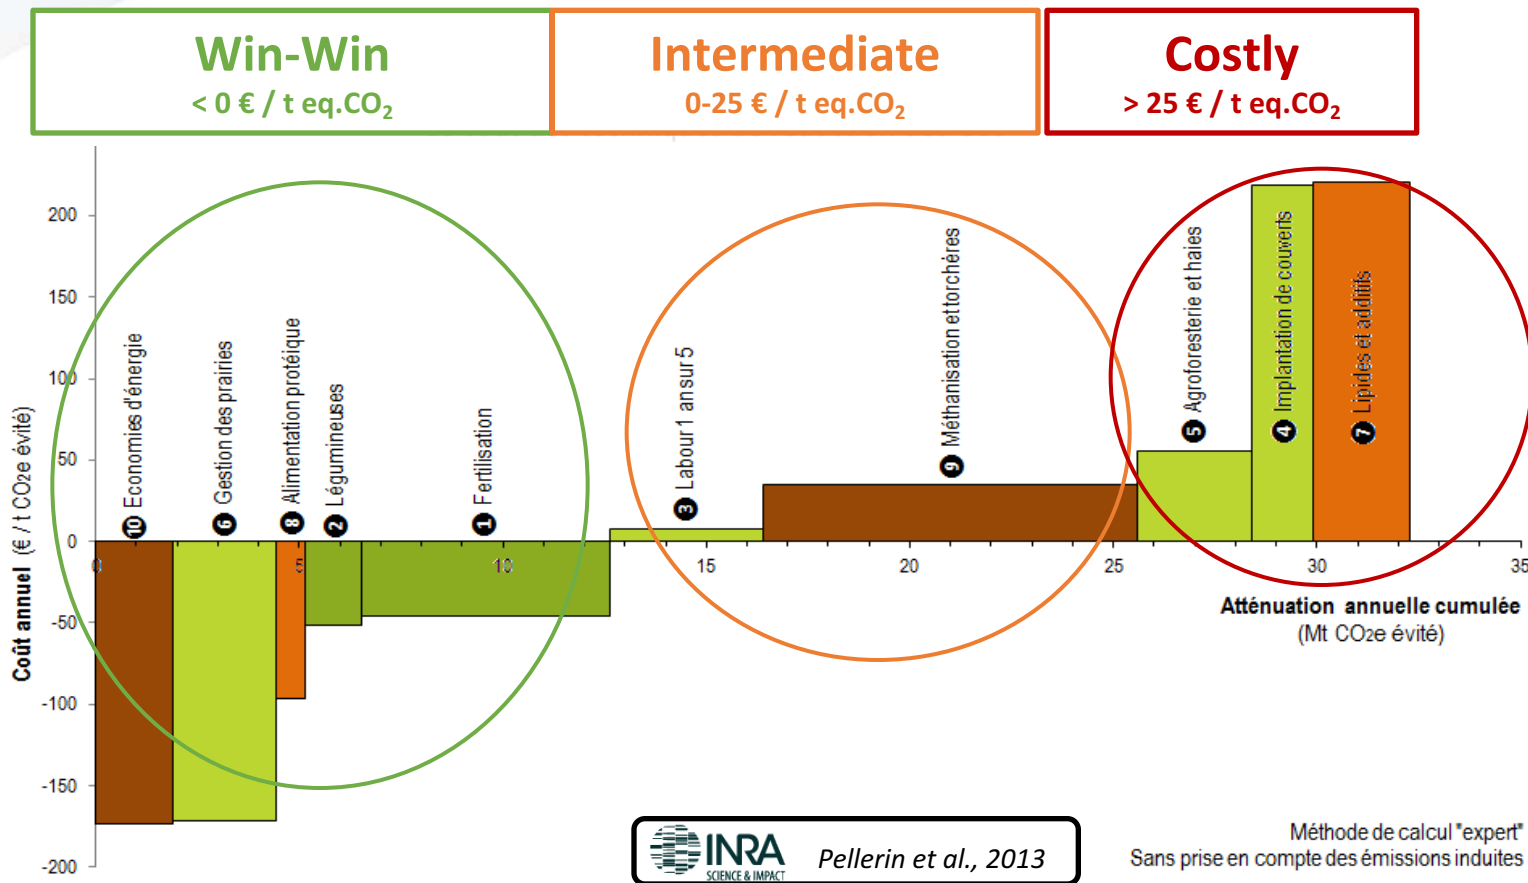 Win-Win
< 0 € / t eq.CO₂
Intermediate
0-25 € / t eq.CO₂
Costly
> 25 € / t eq.CO₂
Coût annuel (€ / t CO2e évité)
200
150
100
50
0
-50
-100
-150
-200
10 Economies d'énergie
6 Gestion des prairies
8 Alimentation protéique
2 Légumineuses
1 Fertilisation
3 Labour 1 an sur 5
9 Méthanisation et torchères
5 Agroforesterie et haies
4 Implantation de couverts
7 Lipides et additifs
0
5
10
15
20
25
30
35
Atténuation annuelle cumulée
(Mt CO2e évité)
INRA
SCIENCE & IMPACT
Pellerin et al., 2013
Méthode de calcul "expert"
Sans prise en compte des émissions induites